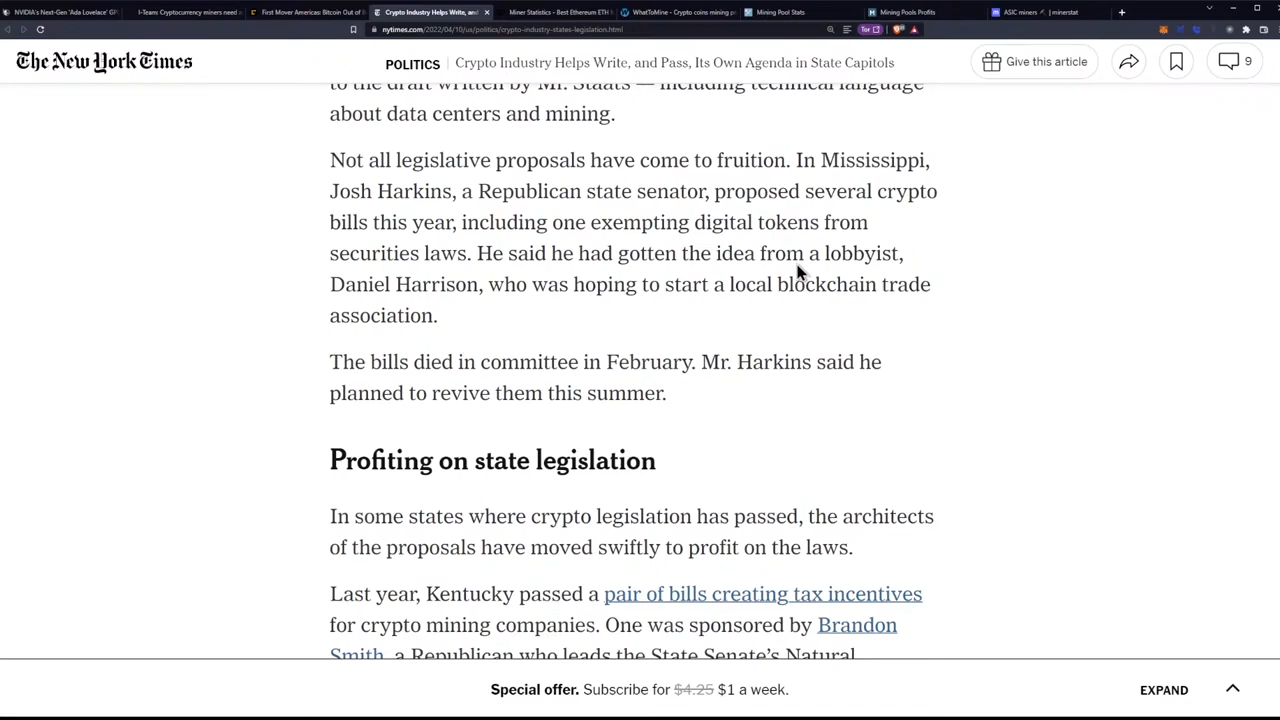 NVIDIA's Next-Gen 'Ada Lovelace' GP
I-Team: Cryptocurrency miners need
First Mover Americas: Bitcoin Out of
Crypto Industry Helps Write, and
Miner Statistics - Best Ethereum ETH
WhatToMine - Crypto coins mining p
Mining Pool Stats
Mining Pools Profits
ASIC miners | minerstat
nytimes.com/2022/04/10/us/politics/crypto-industry-states-legislation.html
Tor
The New York Times
POLITICS | Crypto Industry Helps Write, and Pass, Its Own Agenda in State Capitols
Give this article
9
to the draft written by Mr. Staats — including technical language
about data centers and mining.
Not all legislative proposals have come to fruition. In Mississippi,
Josh Harkins, a Republican state senator, proposed several crypto
bills this year, including one exempting digital tokens from
securities laws. He said he had gotten the idea from a lobbyist,
Daniel Harrison, who was hoping to start a local blockchain trade
association.
The bills died in committee in February. Mr. Harkins said he
planned to revive them this summer.
Profiting on state legislation
In some states where crypto legislation has passed, the architects
of the proposals have moved swiftly to profit on the laws.
Last year, Kentucky passed a pair of bills creating tax incentives
for crypto mining companies. One was sponsored by Brandon
Smith, a Republican who leads the State Senate's Natural
Special offer. Subscribe for $4.25 $1 a week.
EXPAND